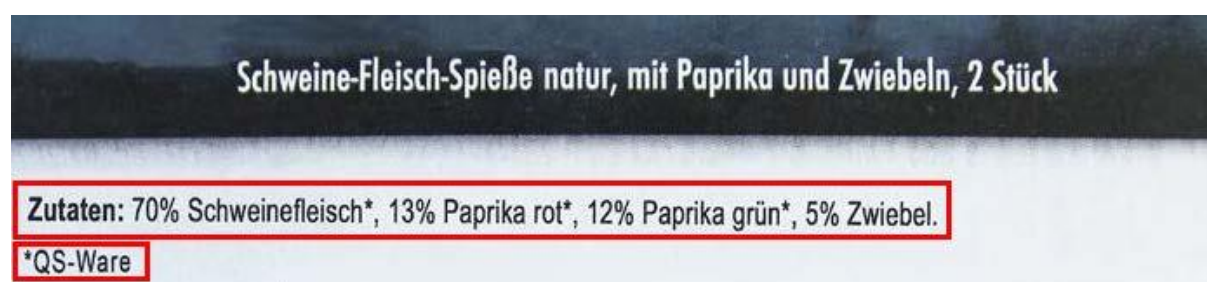 Schweine-Fleisch-Spieße natur, mit Paprika und Zwiebeln, 2 Stück
Zutaten: 70% Schweinefleisch*, 13% Paprika rot*, 12% Paprika grün*, 5% Zwiebel.
*QS-Ware